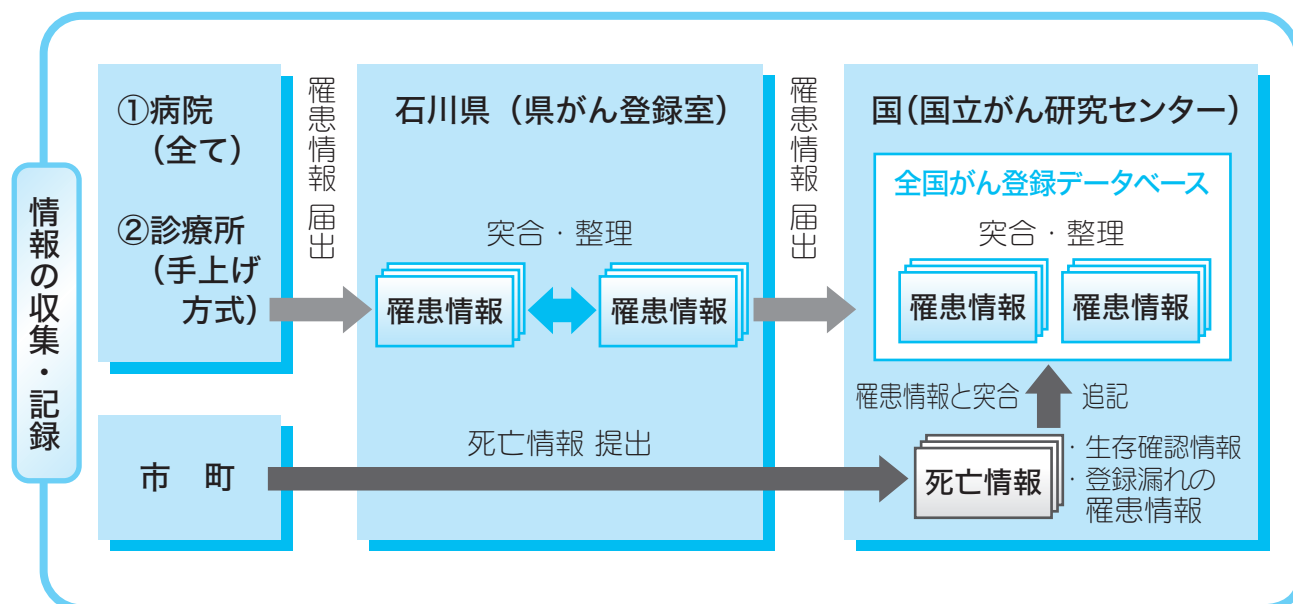 情報の収集・記録
①病院
（全て）
②診療所
（手上げ
方式）
罹患情報 届出
石川県（県がん登録室）
突合・整理
罹患情報
罹患情報
罹患情報 届出
国（国立がん研究センター）
全国がん登録データベース
突合・整理
罹患情報
罹患情報
罹患情報と突合
追記
市 町
死亡情報 提出
死亡情報
・生存確認情報
・登録漏れの
罹患情報